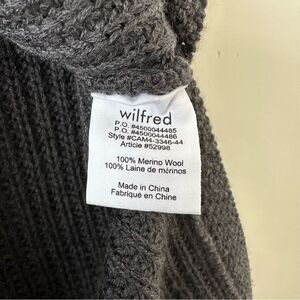 wilfred
P.O. #4500044485
P.O. #4500044486
Style #CAM4-3346-44
Article #52998
100% Merino Wool
100% Laine de mérinos
Made in China
Fabriqué en Chine